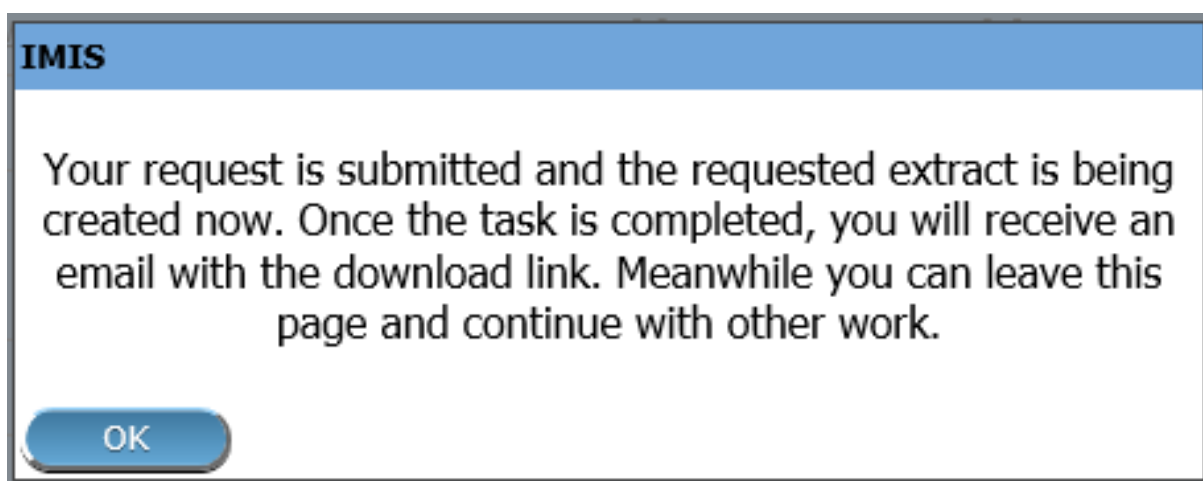 IMIS
Your request is submitted and the requested extract is being
created now. Once the task is completed, you will receive an
email with the download link. Meanwhile you can leave this
page and continue with other work.
OK